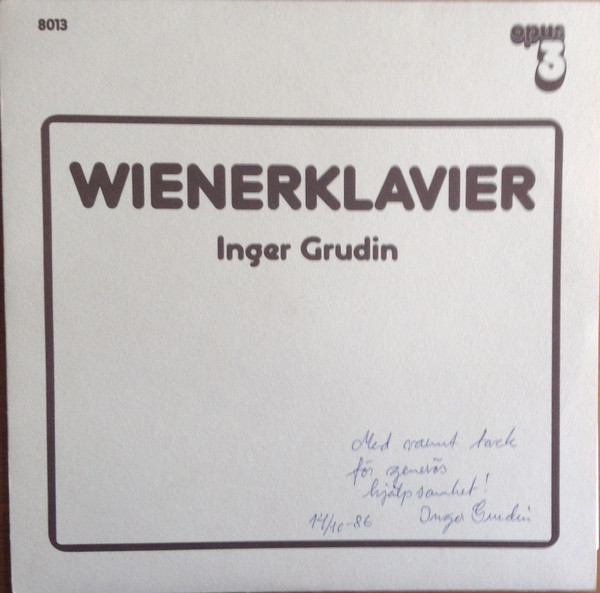 8013
opus
3
WIENERKLAVIER
Inger Grudin
Med varmt tack
för generös
hjälpsamhet!
14/10-86 Inger Grudin